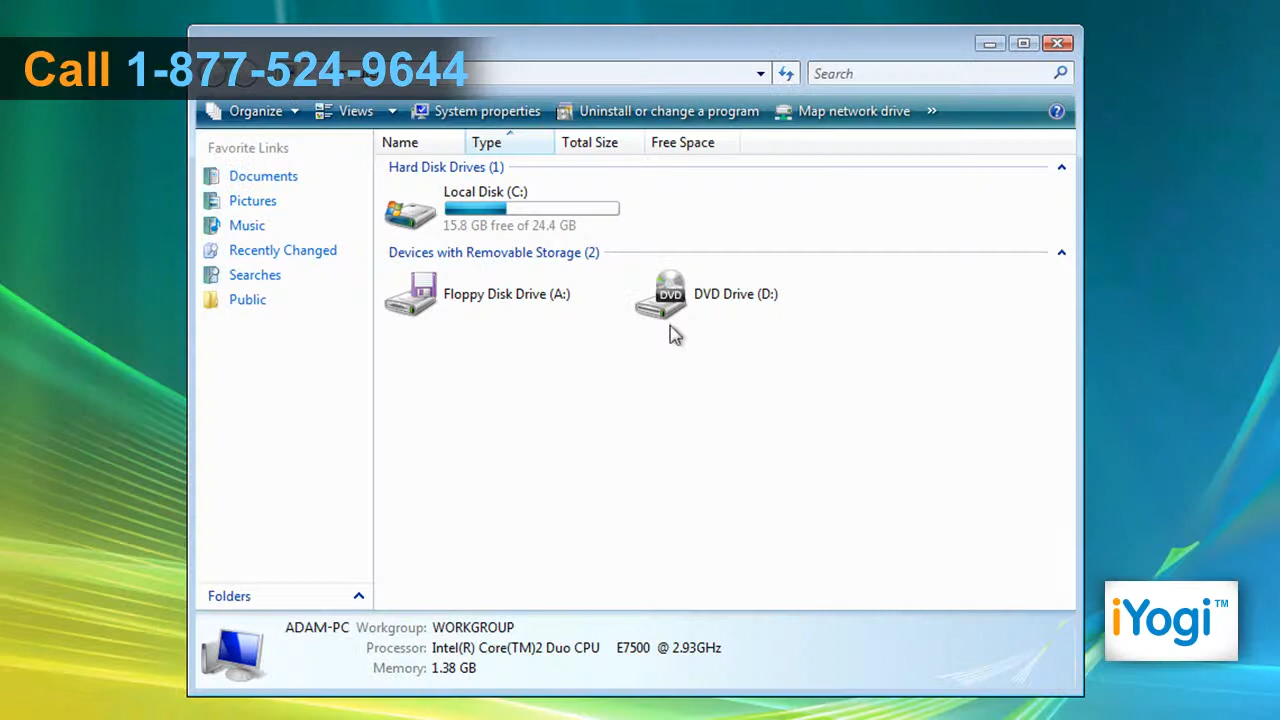 Call 1-877-524-9644
Search
Organize Views System properties Uninstall or change a program Map network drive »
Favorite Links
Documents
Pictures
Music
Recently Changed
Searches
Public
Folders
Name Type Total Size Free Space
Hard Disk Drives (1)
Local Disk (C:)
15.8 GB free of 24.4 GB
Devices with Removable Storage (2)
Floppy Disk Drive (A:)
DVD
DVD Drive (D:)
ADAM-PC Workgroup: WORKGROUP
Processor: Intel(R) Core(TM)2 Duo CPU E7500 @ 2.93GHz
Memory: 1.38 GB
iYogi™